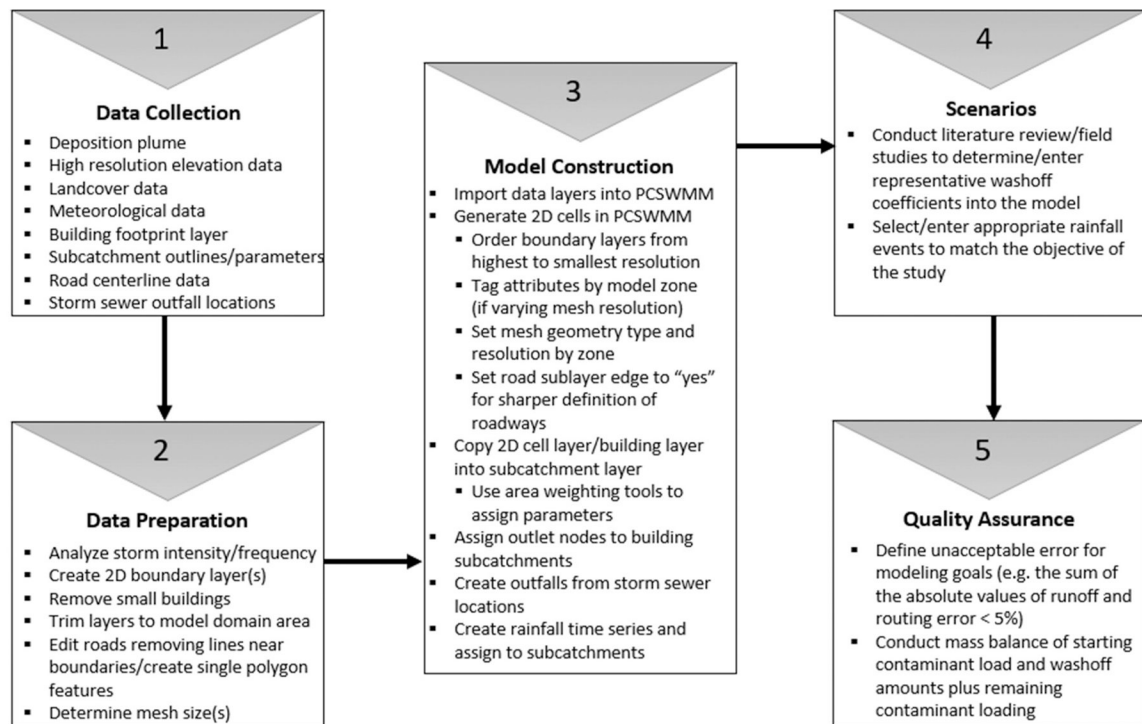 1
Data Collection
▪ Deposition plume
▪ High resolution elevation data
▪ Landcover data
▪ Meteorological data
▪ Building footprint layer
▪ Subcatchment outlines/parameters
▪ Road centerline data
▪ Storm sewer outfall locations
2
Data Preparation
▪ Analyze storm intensity/frequency
▪ Create 2D boundary layer(s)
▪ Remove small buildings
▪ Trim layers to model domain area
▪ Edit roads removing lines near
boundaries/create single polygon
features
▪ Determine mesh size(s)
3
Model Construction
▪ Import data layers into PCSWMM
▪ Generate 2D cells in PCSWMM
▪ Order boundary layers from
highest to smallest resolution
▪ Tag attributes by model zone
(if varying mesh resolution)
▪ Set mesh geometry type and
resolution by zone
▪ Set road sublayer edge to “yes”
for sharper definition of
roadways
▪ Copy 2D cell layer/building layer
into subcatchment layer
▪ Use area weighting tools to
assign parameters
▪ Assign outlet nodes to building
subcatchments
▪ Create outfalls from storm sewer
locations
▪ Create rainfall time series and
assign to subcatchments
4
Scenarios
▪ Conduct literature review/field
studies to determine/enter
representative washoff
coefficients into the model
▪ Select/enter appropriate rainfall
events to match the objective of
the study
5
Quality Assurance
▪ Define unacceptable error for
modeling goals (e.g. the sum of
the absolute values of runoff and
routing error < 5%)
▪ Conduct mass balance of starting
contaminant load and washoff
amounts plus remaining
contaminant loading